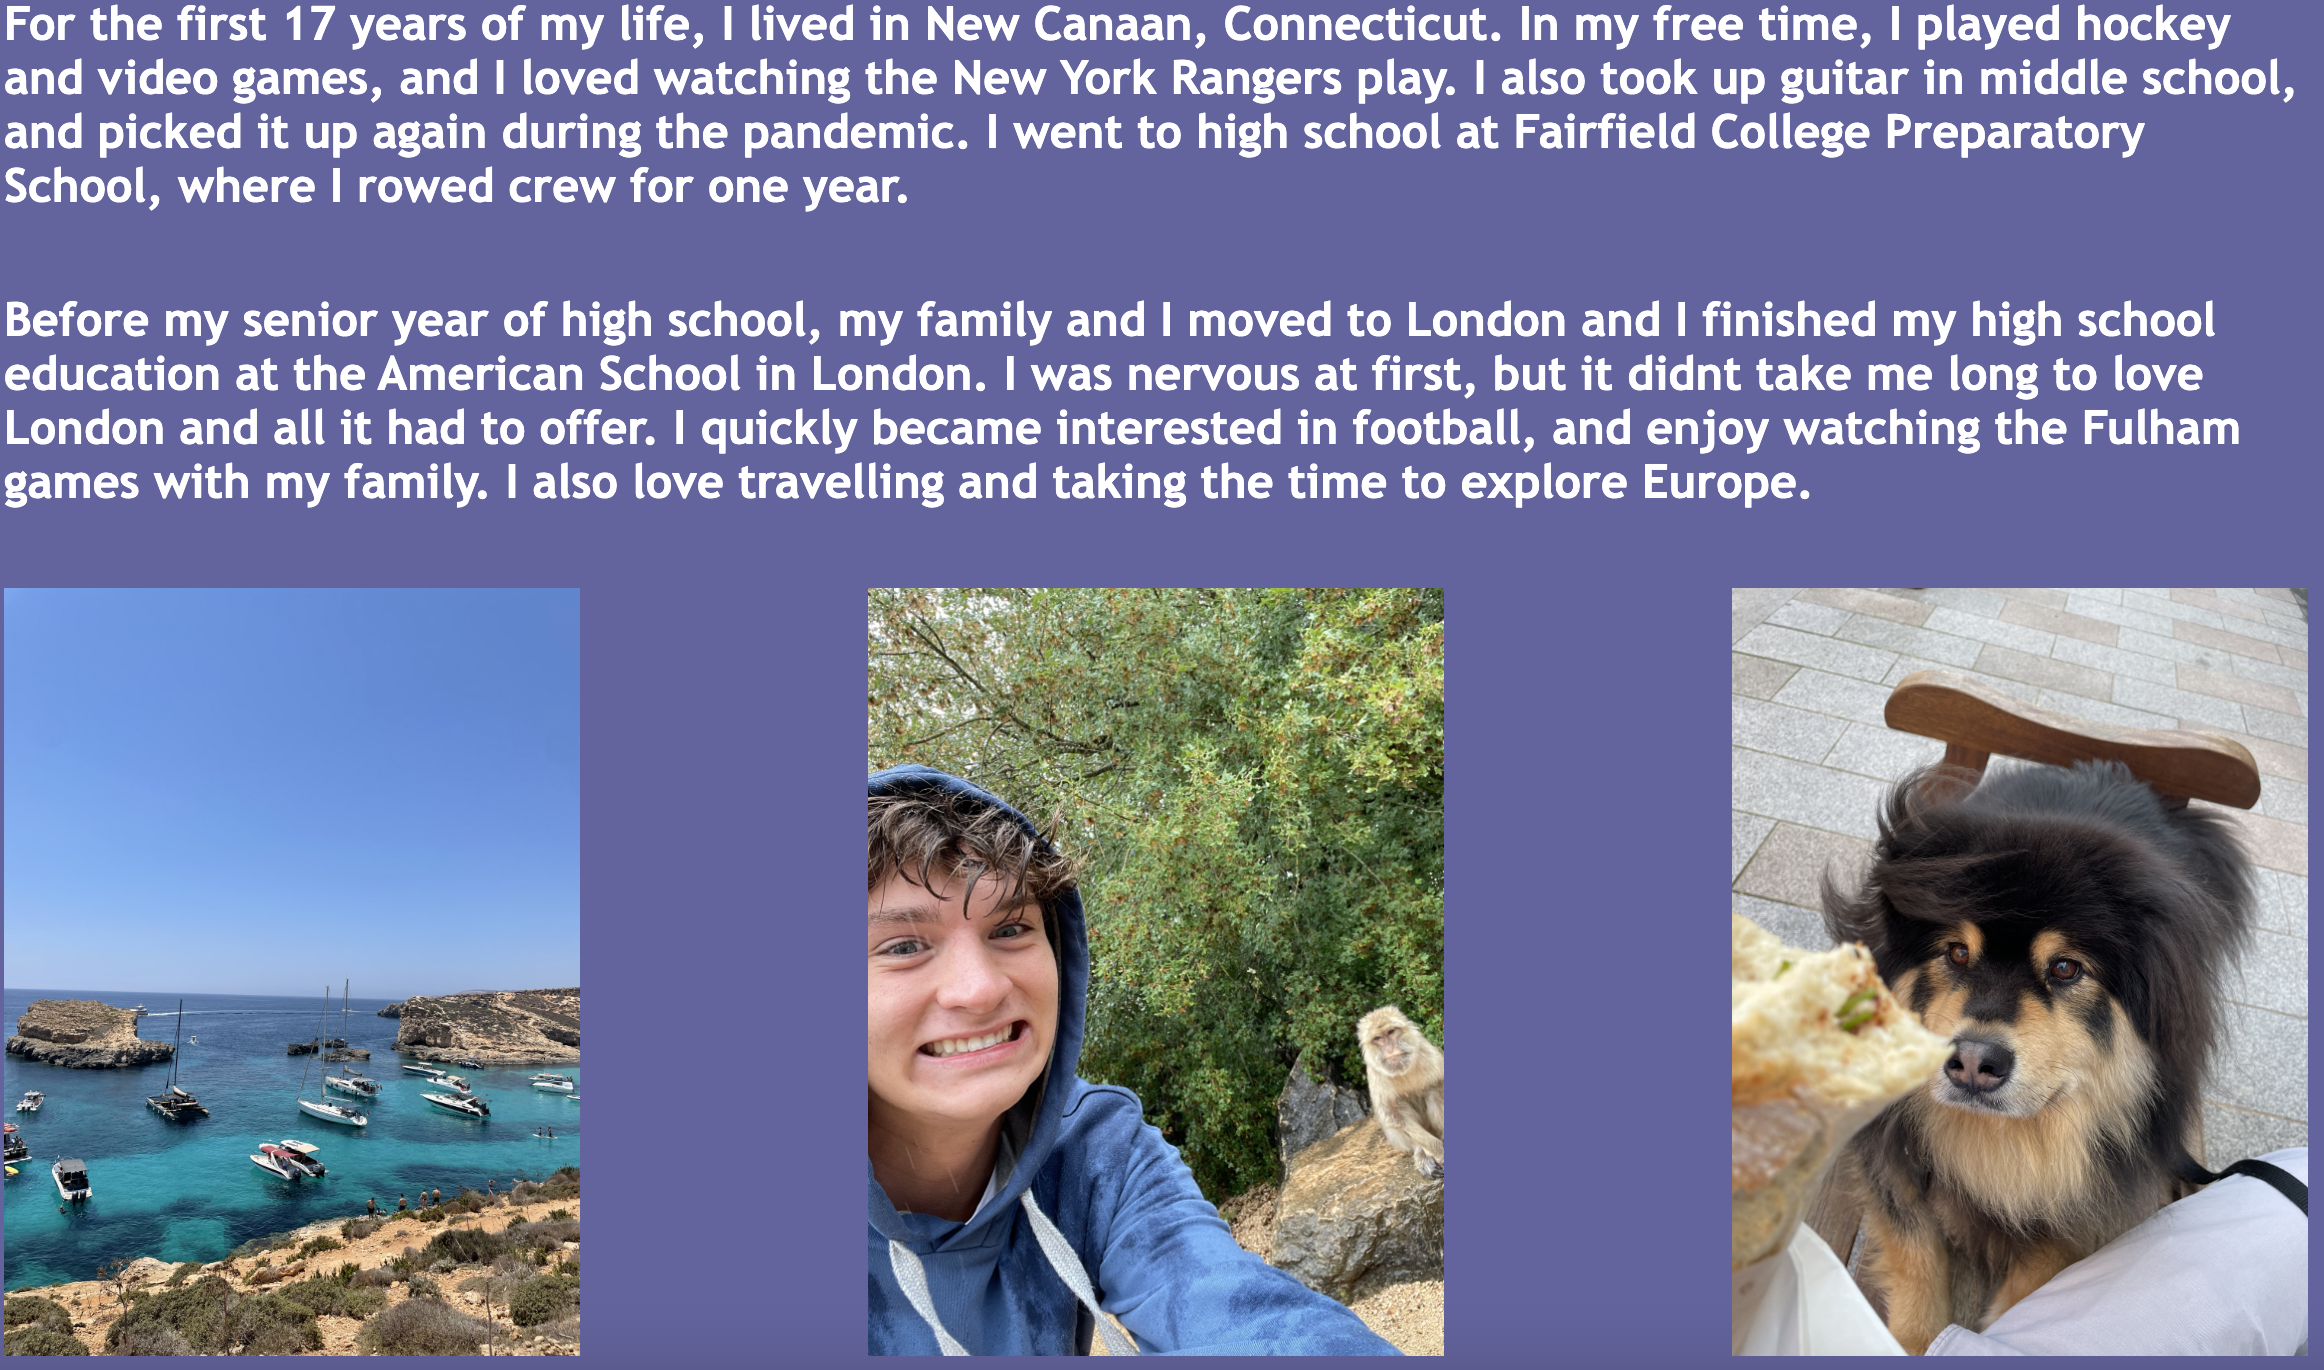 For the first 17 years of my life, I lived in New Canaan, Connecticut. In my free time, I played hockey
and video games, and I loved watching the New York Rangers play. I also took up guitar in middle school,
and picked it up again during the pandemic. I went to high school at Fairfield College Preparatory
School, where I rowed crew for one year.
Before my senior year of high school, my family and I moved to London and I finished my high school
education at the American School in London. I was nervous at first, but it didnt take me long to love
London and all it had to offer. I quickly became interested in football, and enjoy watching the Fulham
games with my family. I also love travelling and taking the time to explore Europe.